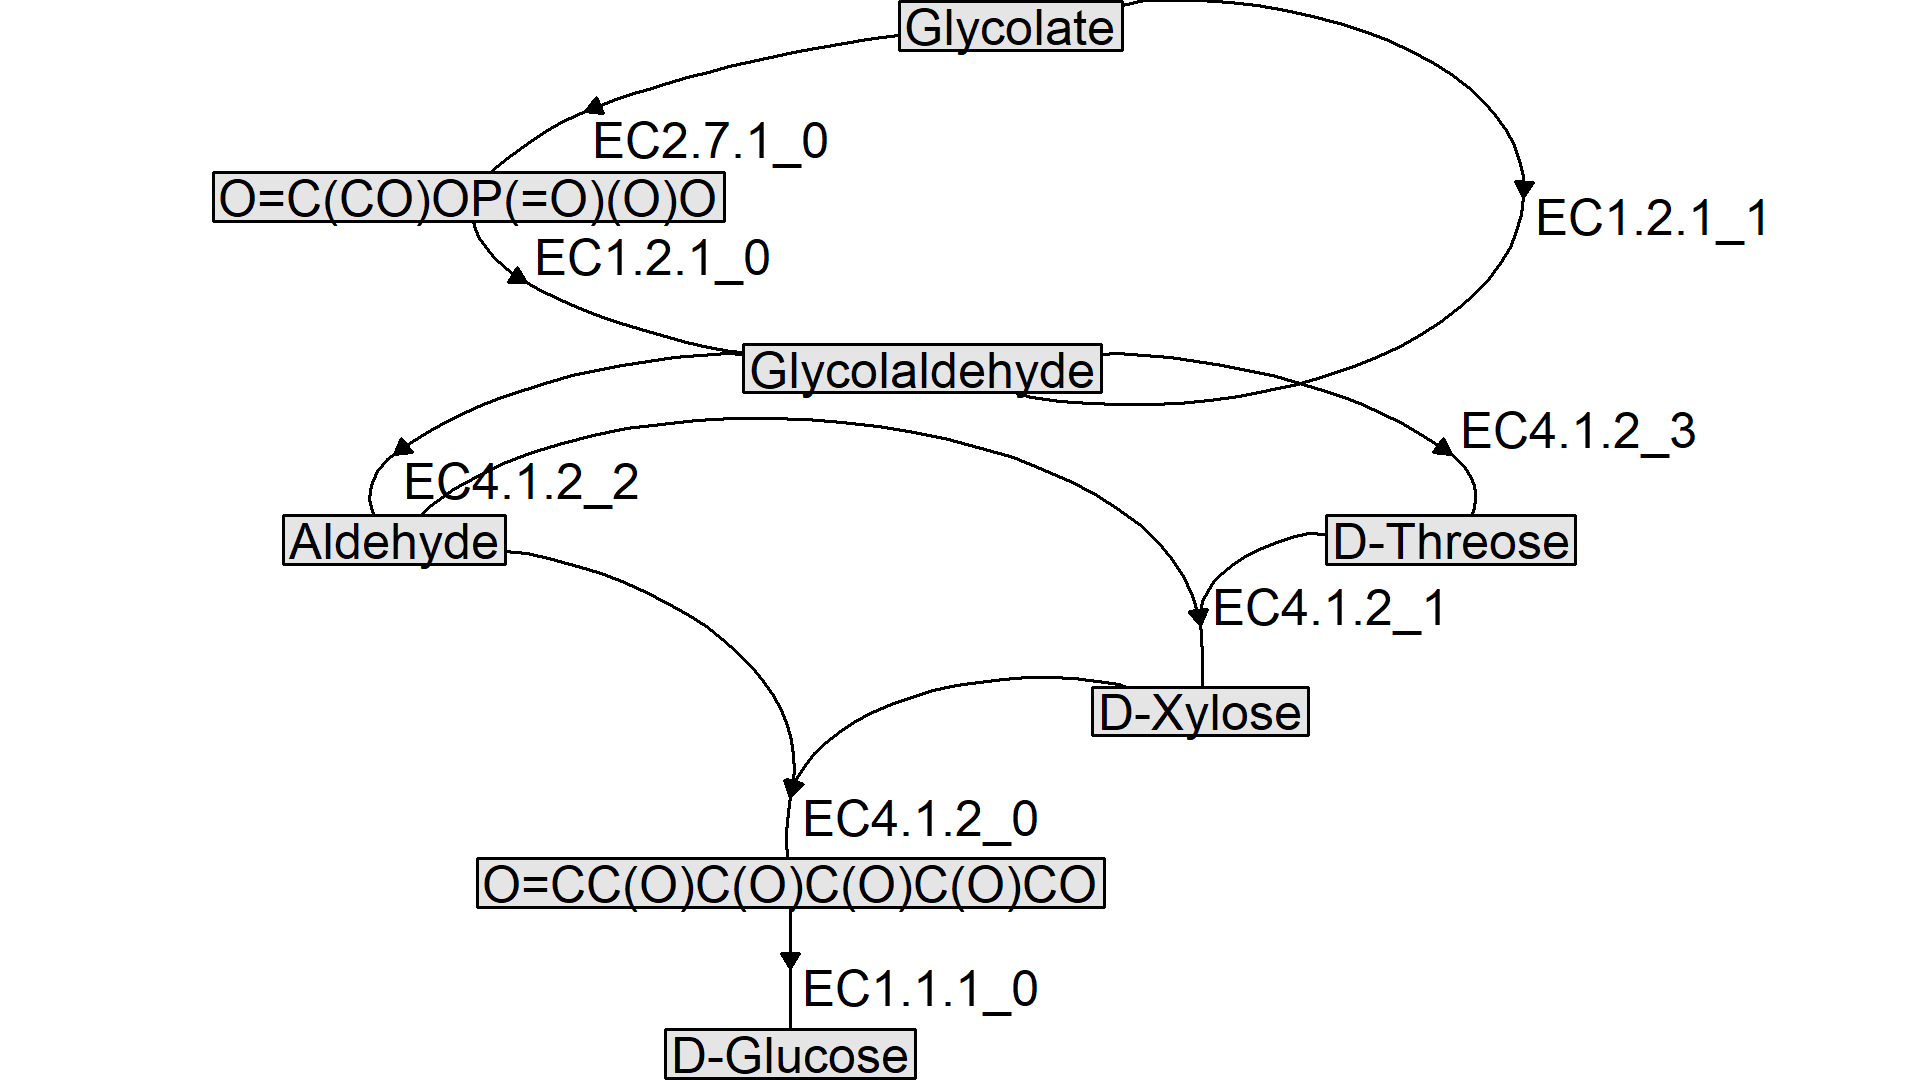 Glycolate
EC2.7.1_0
O=C(CO)OP(=O)(O)O
EC1.2.1_1
EC1.2.1_0
Glycolaldehyde
EC4.1.2_3
EC4.1.2_2
Aldehyde
D-Threose
EC4.1.2_1
D-Xylose
EC4.1.2_0
O=CC(O)C(O)C(O)C(O)CO
EC1.1.1_0
D-Glucose